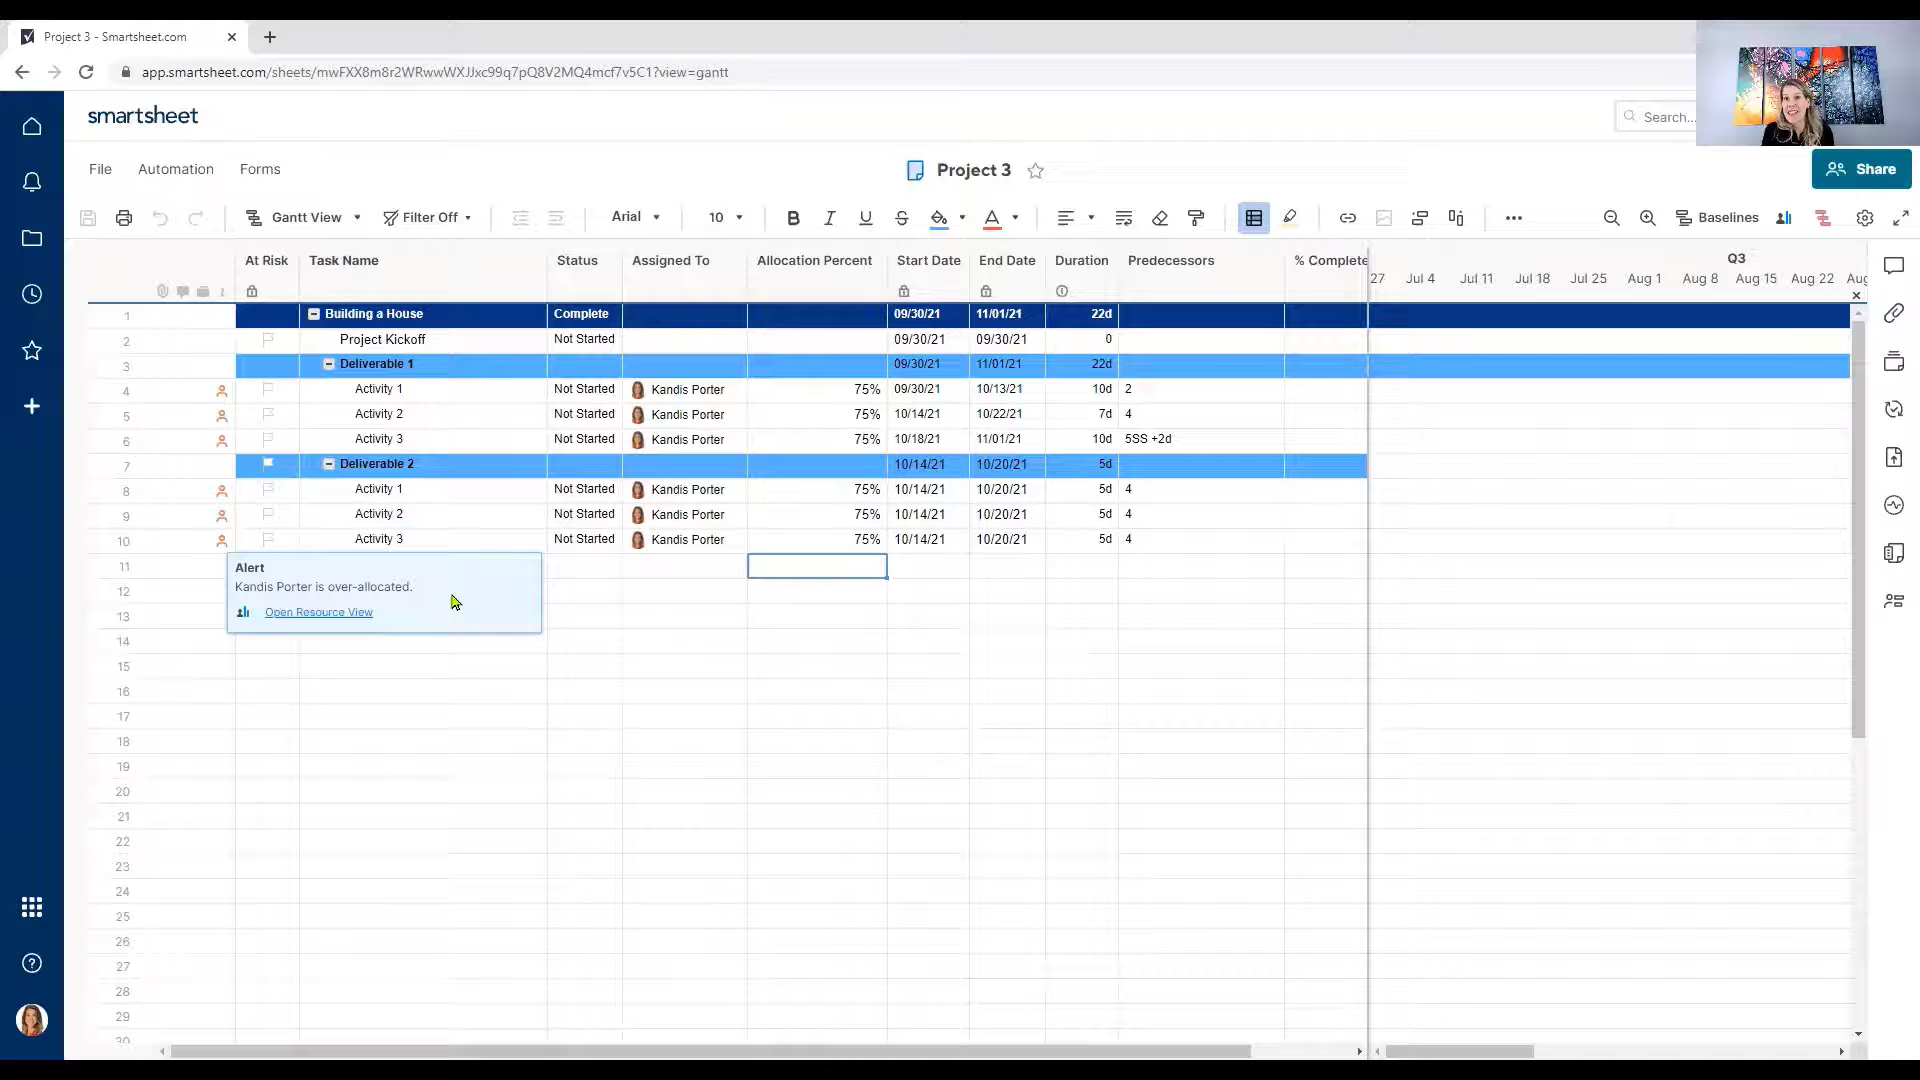 Project 3 - Smartsheet.com
app.smartsheet.com/sheets/mwFXX8m8r2WRwwWXJJxc99q7pQ8V2MQ4mcf7v5C1?view=gantt
smartsheet
Search...
File Automation Forms
Project 3
Share
Gantt View Filter Off Arial 10 B I U S A Baselines
At Risk Task Name Status Assigned To Allocation Percent Start Date End Date Duration Predecessors % Complete
Q3
27 Jul 4 Jul 11 Jul 18 Jul 25 Aug 1 Aug 8 Aug 15 Aug 22
1 Building a House Complete 09/30/21 11/01/21 22d
2 Project Kickoff Not Started 09/30/21 09/30/21 0
3 Deliverable 1 09/30/21 11/01/21 22d
4 Activity 1 Not Started Kandis Porter 75% 09/30/21 10/13/21 10d 2
5 Activity 2 Not Started Kandis Porter 75% 10/14/21 10/22/21 7d 4
6 Activity 3 Not Started Kandis Porter 75% 10/18/21 11/01/21 10d 5SS +2d
7 Deliverable 2 10/14/21 10/20/21 5d
8 Activity 1 Not Started Kandis Porter 75% 10/14/21 10/20/21 5d 4
9 Activity 2 Not Started Kandis Porter 75% 10/14/21 10/20/21 5d 4
10 Activity 3 Not Started Kandis Porter 75% 10/14/21 10/20/21 5d 4
11
12
13
Alert
Kandis Porter is over-allocated.
Open Resource View
14
15
16
17
18
19
20
21
22
23
24
25
26
27
28
29
30